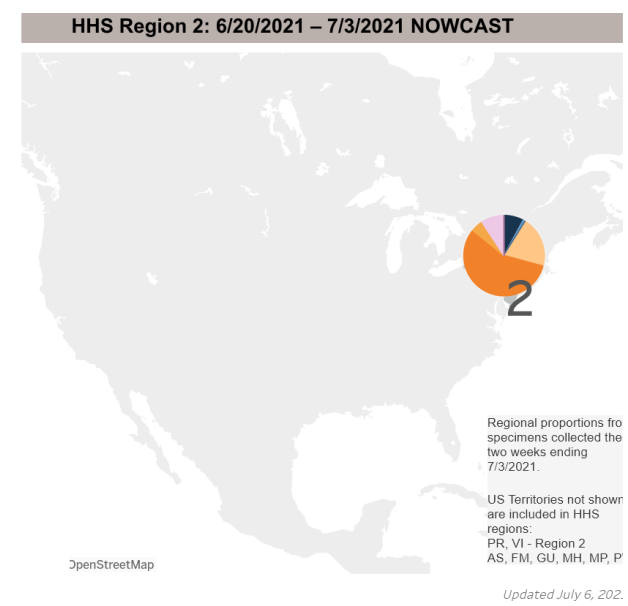 HHS Region 2: 6/20/2021 – 7/3/2021 NOWCAST
2
Regional proportions fro
specimens collected the
two weeks ending
7/3/2021.
US Territories not shown
are included in HHS
regions:
PR, VI - Region 2
AS, FM, GU, MH, MP, P
OpenStreetMap
Updated July 6, 202